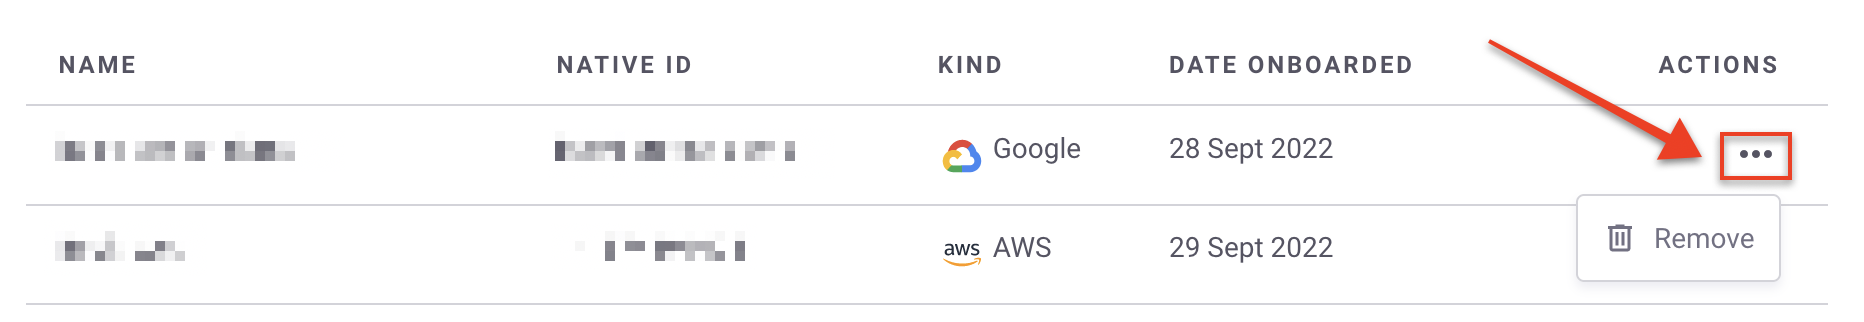 NAME NATIVE ID KIND DATE ONBOARDED ACTIONS
Google 28 Sept 2022
aws AWS 29 Sept 2022
Remove